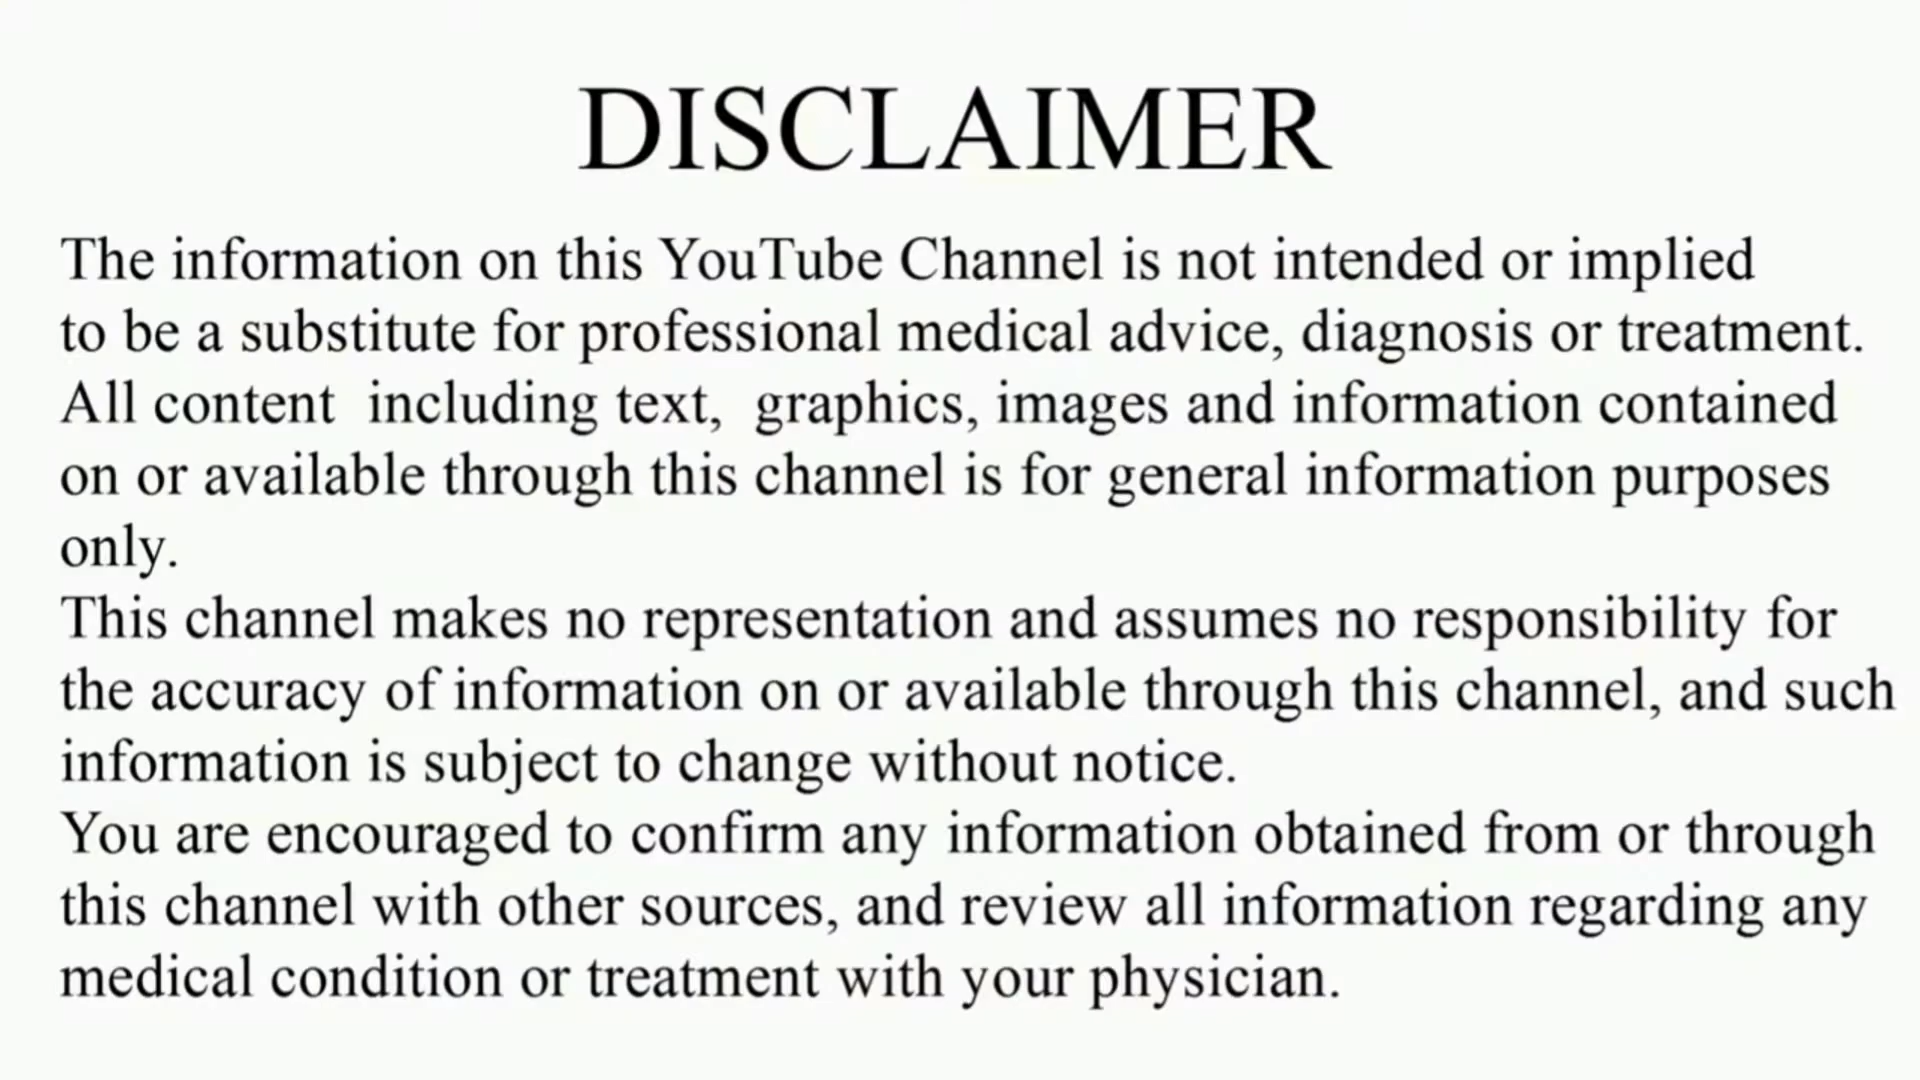 DISCLAIMER
The information on this YouTube Channel is not intended or implied
to be a substitute for professional medical advice, diagnosis or treatment.
All content  including text,  graphics, images and information contained
on or available through this channel is for general information purposes
only.
This channel makes no representation and assumes no responsibility for
the accuracy of information on or available through this channel, and such
information is subject to change without notice.
You are encouraged to confirm any information obtained from or through
this channel with other sources, and review all information regarding any
medical condition or treatment with your physician.